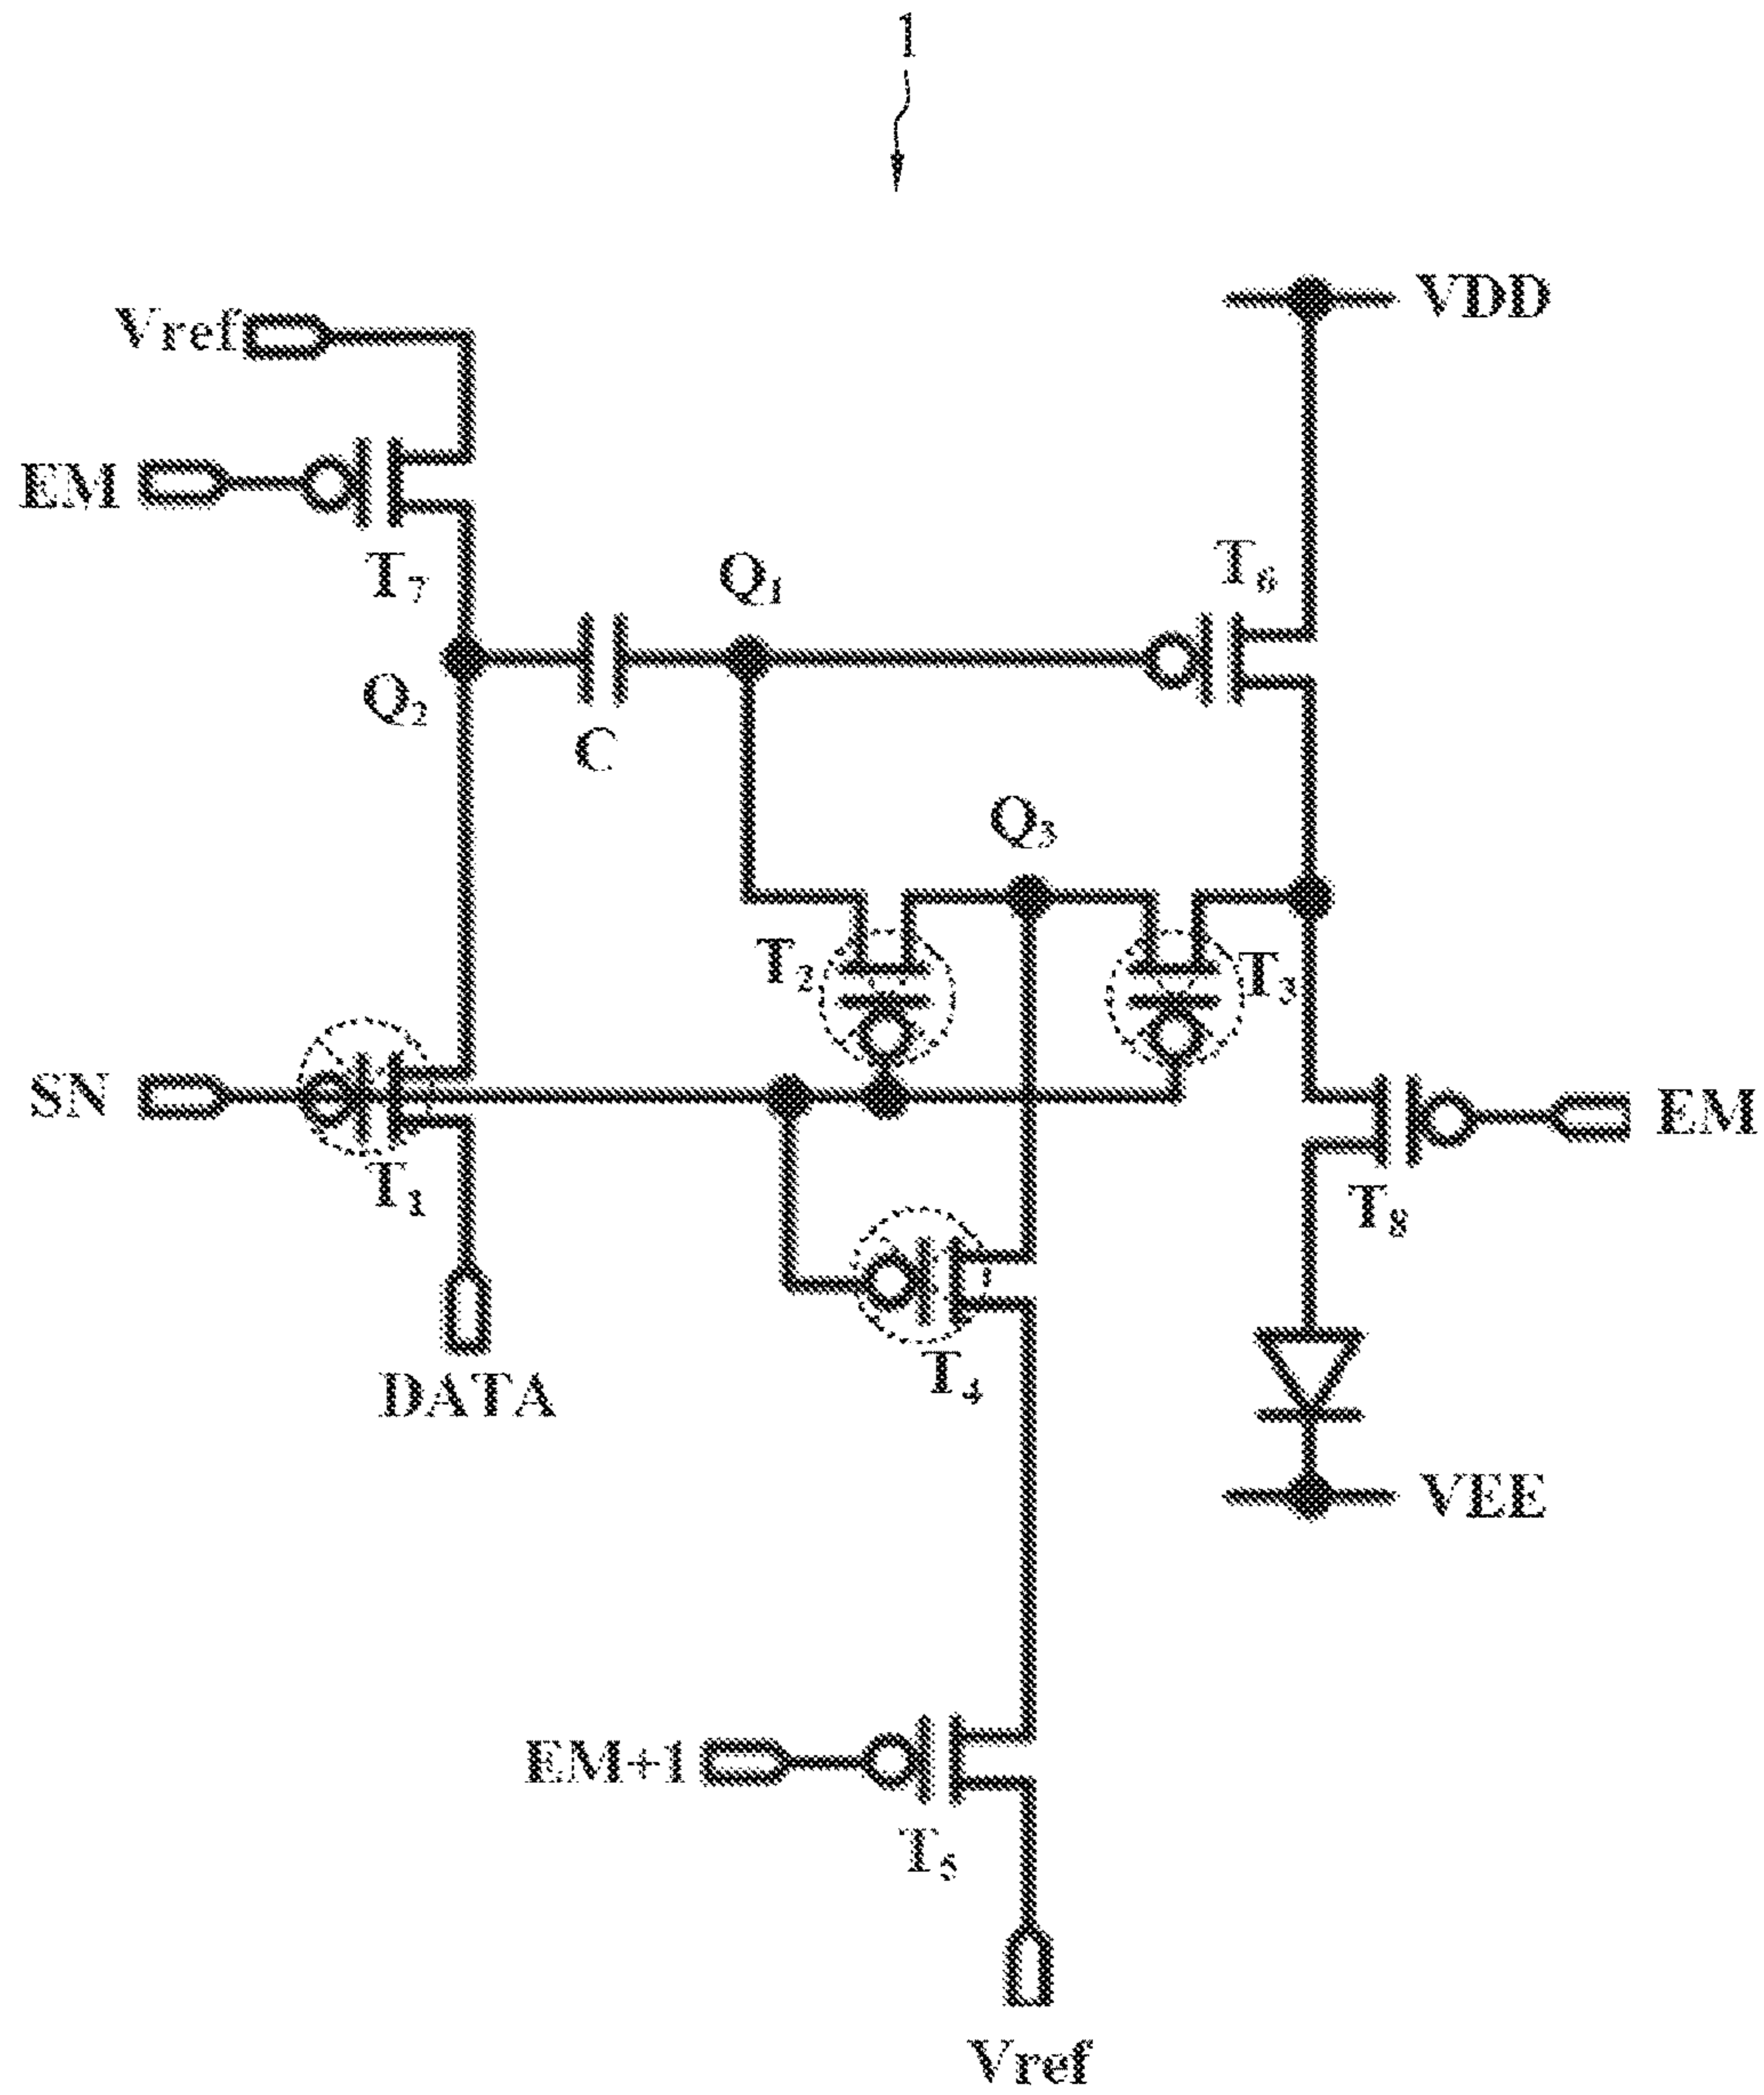 1
VDD
Vref
EM
T7
Q1
T6
Q2
C
Q3
T2
T3
SN
EM
T1
T8
T4
DATA
VEE
EM+1
T5
Vref